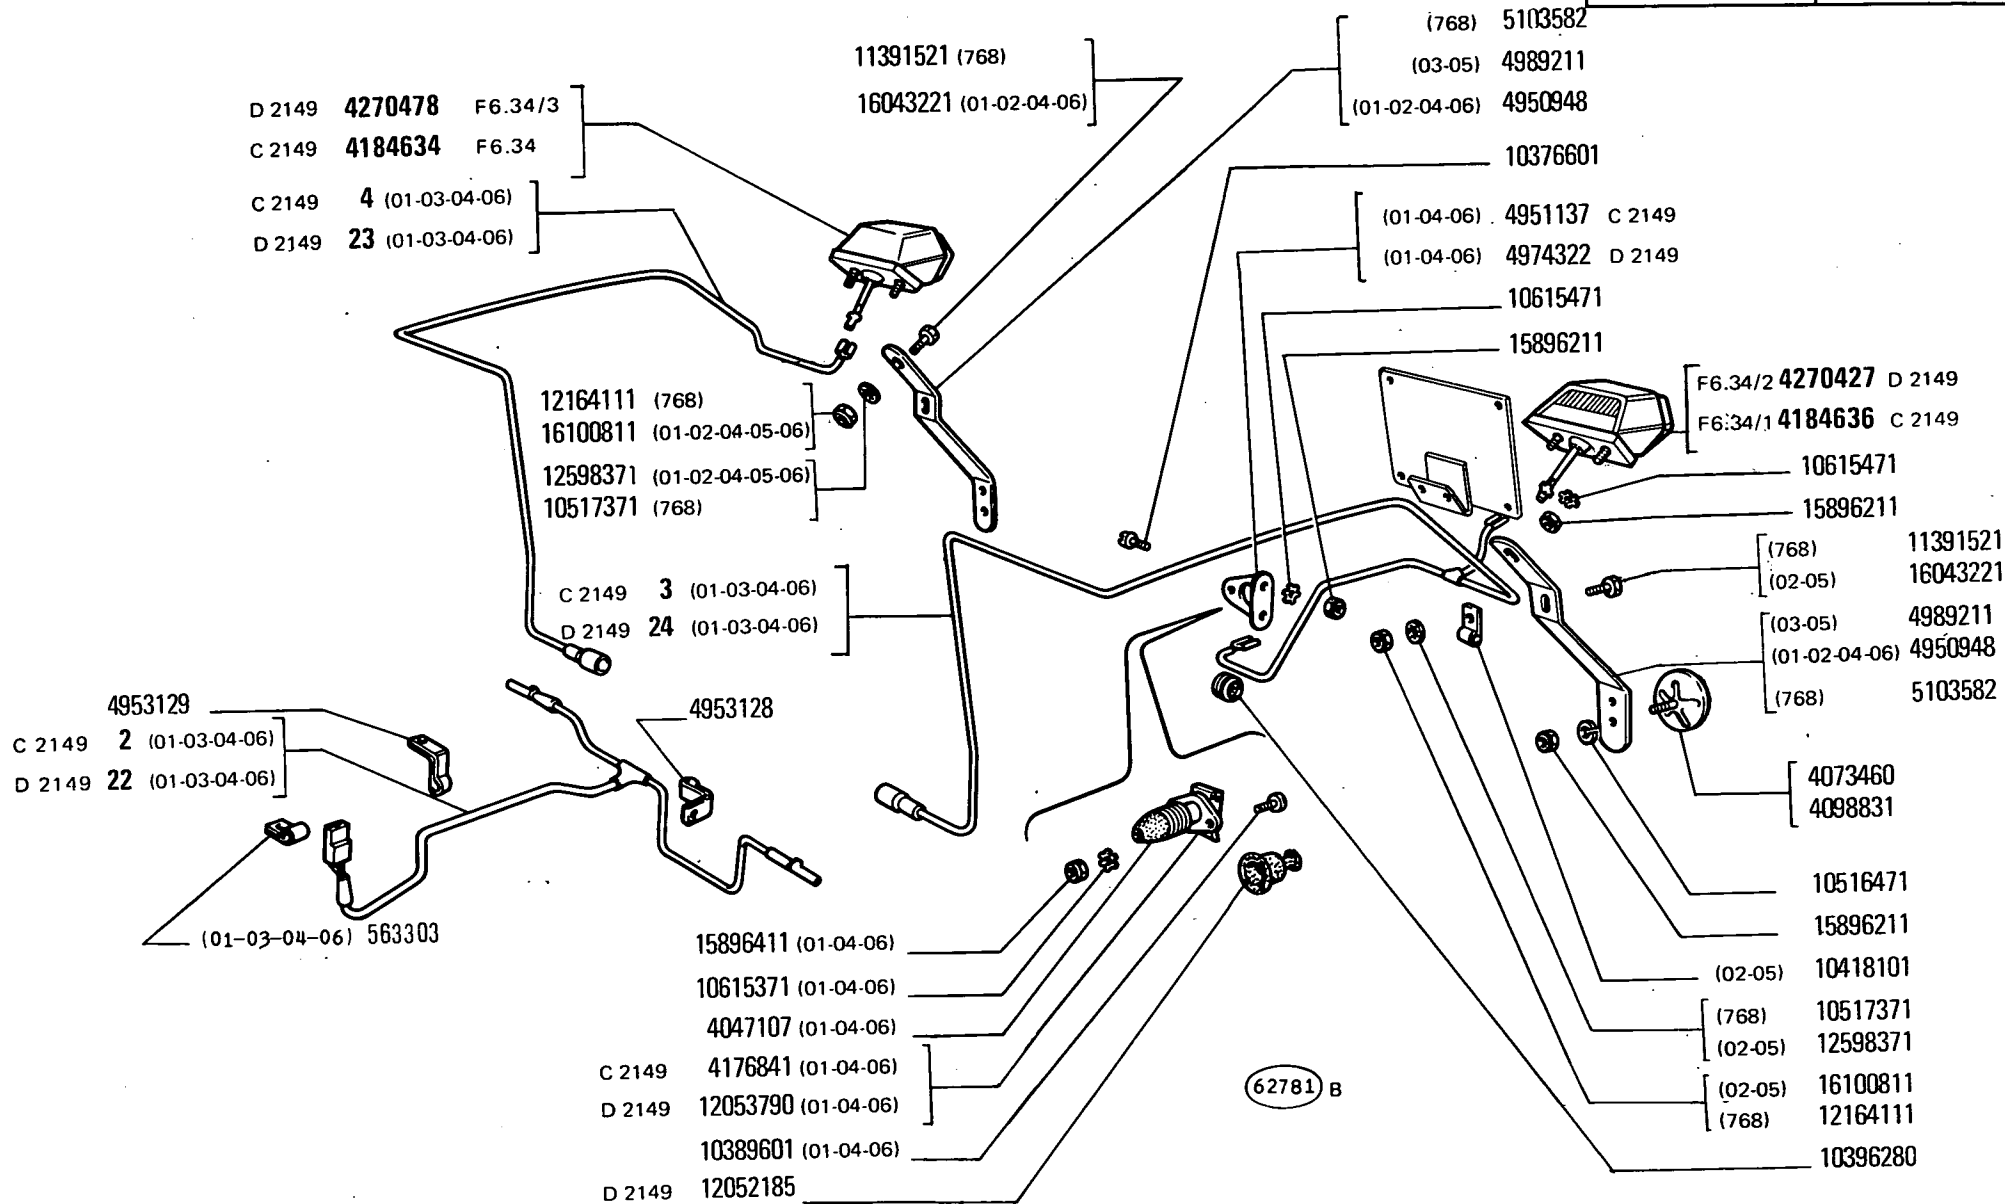 (768) 5103582
(03-05) 4989211
(01-02-04-06) 4950948
11391521 (768)
16043221 (01-02-04-06)
D 2149 4270478 F6.34/3
C 2149 4184634 F6.34
C 2149 4 (01-03-04-06)
D 2149 23 (01-03-04-06)
10376601
(01-04-06) 4951137 C 2149
(01-04-06) 4974322 D 2149
10615471
15896211
F6.34/2 4270427 D 2149
F6.34/1 4184636 C 2149
10615471
15896211
12164111 (768)
16100811 (01-02-04-05-06)
12598371 (01-02-04-05-06)
10517371 (768)
(768) 11391521
(02-05) 16043221
(03-05) 4989211
(01-02-04-06) 4950948
(768) 5103582
C 2149 3 (01-03-04-06)
D 2149 24 (01-03-04-06)
4953129
C 2149 2 (01-03-04-06)
D 2149 22 (01-03-04-06)
4953128
4073460
4098831
(01-03-04-06) 563303
10516471
15896211
(02-05) 10418101
(768) 10517371
(02-05) 12598371
(02-05) 16100811
(768) 12164111
10396280
15896411 (01-04-06)
10615371 (01-04-06)
4047107 (01-04-06)
C 2149 4176841 (01-04-06)
D 2149 12053790 (01-04-06)
10389601 (01-04-06)
D 2149 12052185
62781 B